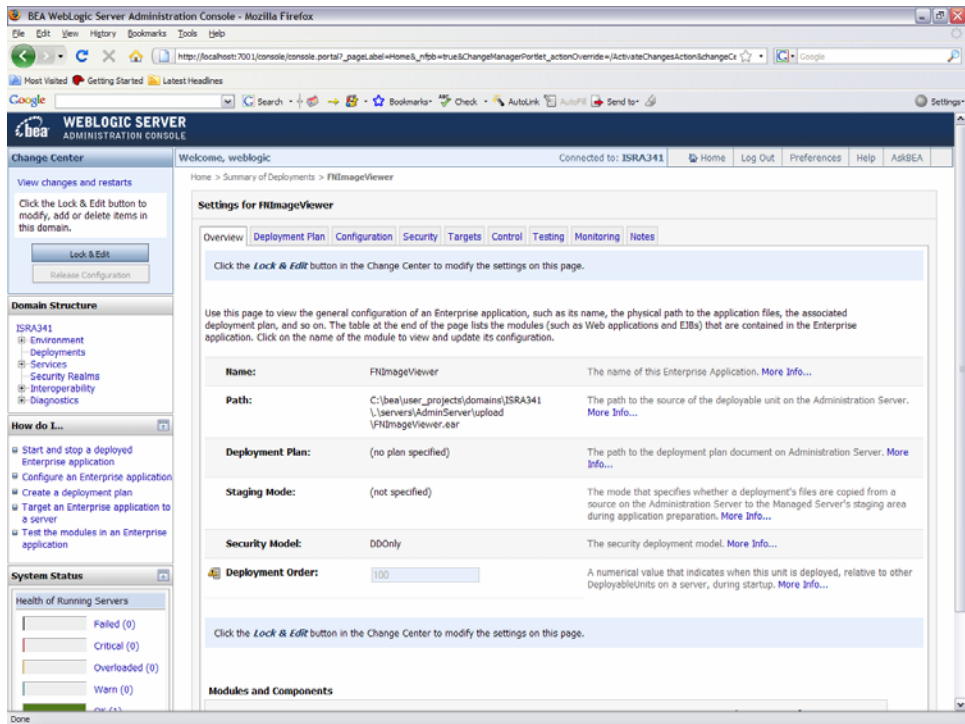 BEA WebLogic Server Administration Console - Mozilla Firefox
File Edit View History Bookmarks Tools Help
http://localhost:7001/console/console.portal?_pageLabel=Home&_nfpb=true&ChangeManagerPortlet_actionOverride=/ActivateChangesAction&changeCe
Google
Most Visited Getting Started Latest Headlines
Google Search Bookmarks Check AutoLink AutoFill Send to Settings
bea WEBLOGIC SERVER
ADMINISTRATION CONSOLE
Change Center
View changes and restarts
Click the Lock & Edit button to
modify, add or delete items in
this domain.
Lock & Edit
Release Configuration
Domain Structure
ISRA341
Environment
Deployments
Services
Security Realms
Interoperability
Diagnostics
How do I...
Start and stop a deployed
Enterprise application
Configure an Enterprise application
Create a deployment plan
Target an Enterprise application to
a server
Test the modules in an Enterprise
application
System Status
Health of Running Servers
Failed (0)
Critical (0)
Overloaded (0)
Warn (0)
OK (1)
Welcome, weblogic
Connected to: ISRA341
Home Log Out Preferences Help AskBEA
Home > Summary of Deployments > FNImageViewer
Settings for FNImageViewer
Overview Deployment Plan Configuration Security Targets Control Testing Monitoring Notes
Click the Lock & Edit button in the Change Center to modify the settings on this page.
Use this page to view the general configuration of an Enterprise application, such as its name, the physical path to the application files, the associated
deployment plan, and so on. The table at the end of the page lists the modules (such as Web applications and EJBs) that are contained in the Enterprise
application. Click on the name of the module to view and update its configuration.
Name: FNImageViewer The name of this Enterprise Application. More Info...
Path: C:\bea\user_projects\domains\ISRA341
\.\servers\AdminServer\upload
\FNImageViewer.ear
The path to the source of the deployable unit on the Administration Server.
More Info...
Deployment Plan: (no plan specified) The path to the deployment plan document on Administration Server. More
Info...
Staging Mode: (not specified) The mode that specifies whether a deployment's files are copied from a
source on the Administration Server to the Managed Server's staging area
during application preparation. More Info...
Security Model: DDOnly The security deployment model. More Info...
Deployment Order: 100 A numerical value that indicates when this unit is deployed, relative to other
DeployableUnits on a server, during startup. More Info...
Click the Lock & Edit button in the Change Center to modify the settings on this page.
Modules and Components
Done